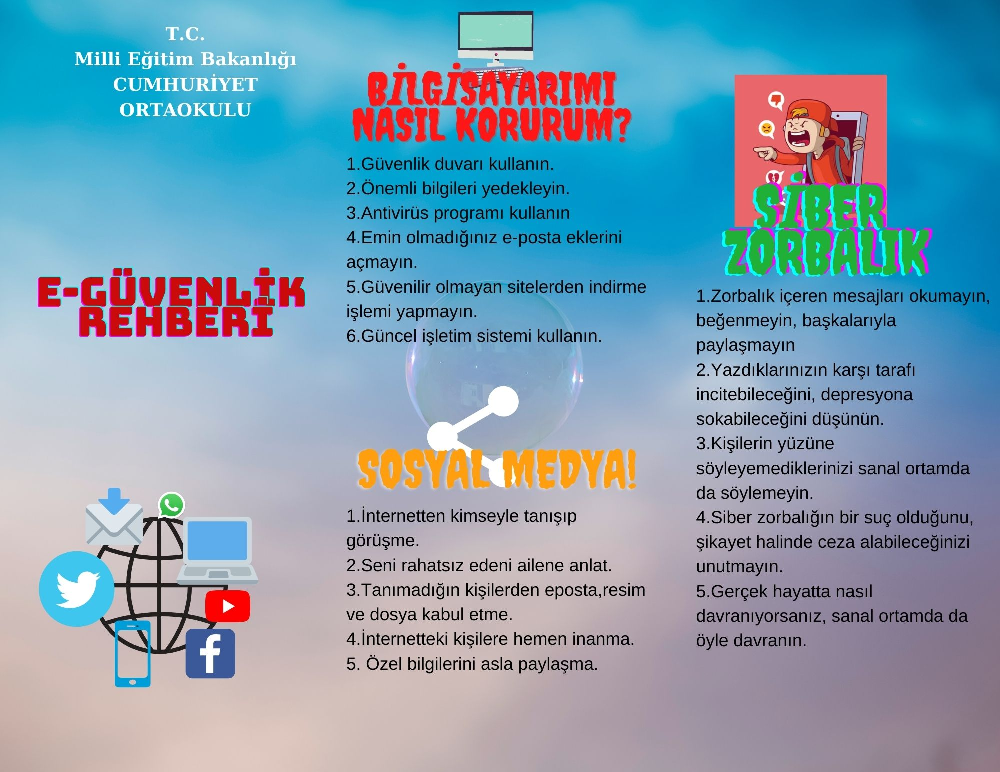 T.C.
Milli Eğitim Bakanlığı
CUMHURİYET
ORTAOKULU
E-GÜVENLİK
REHBERİ
BİLGİSAYARIMI
NASIL KORURUM?
1.Güvenlik duvarı kullanın.
2.Önemli bilgileri yedekleyin.
3.Antivirüs programı kullanın
4.Emin olmadığınız e-posta eklerini
açmayın.
5.Güvenilir olmayan sitelerden indirme
işlemi yapmayın.
6.Güncel işletim sistemi kullanın.
SOSYAL MEDYA!
1.İnternetten kimseyle tanışıp
görüşme.
2.Seni rahatsız edeni ailene anlat.
3.Tanımadığın kişilerden eposta,resim
ve dosya kabul etme.
4.İnternetteki kişilere hemen inanma.
5. Özel bilgilerini asla paylaşma.
SİBER
ZORBALIK
1.Zorbalık içeren mesajları okumayın,
beğenmeyin, başkalarıyla
paylaşmayın
2.Yazdıklarınızın karşı tarafı
incitebileceğini, depresyona
sokabileceğini düşünün.
3.Kişilerin yüzüne
söyleyemediklerinizi sanal ortamda
da söylemeyin.
4.Siber zorbalığın bir suç olduğunu,
şikayet halinde ceza alabileceğinizi
unutmayın.
5.Gerçek hayatta nasıl
davranıyorsanız, sanal ortamda da
öyle davranın.